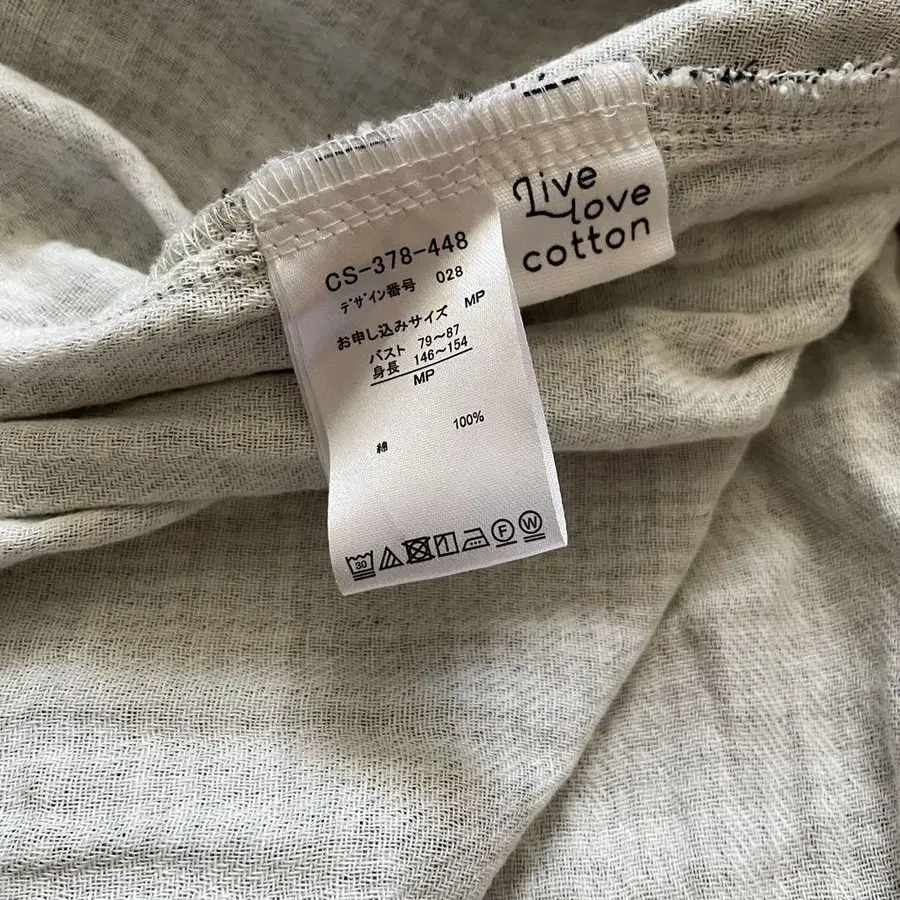 Live
love
cotton
CS-378-448
デザイン番号 028
お申し込みサイズ MP
バスト 79～87
身長 146～154
MP
綿 100%
30
F
W